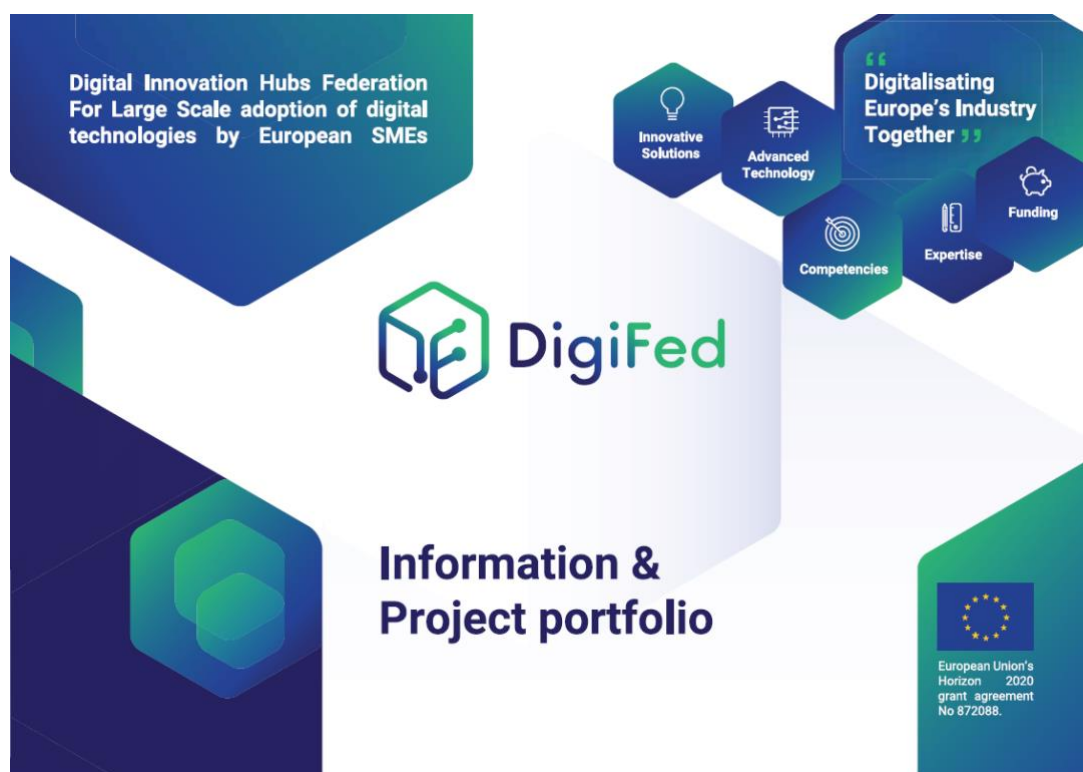 Digital Innovation Hubs Federation
For Large Scale adoption of digital
technologies by European SMEs
“
Digitalisating
Europe's Industry
Together ”
Innovative
Solutions
Advanced
Technology
Funding
Competencies
Expertise
DigiFed
Information &
Project portfolio
European Union's
Horizon 2020
grant agreement
No 872088.